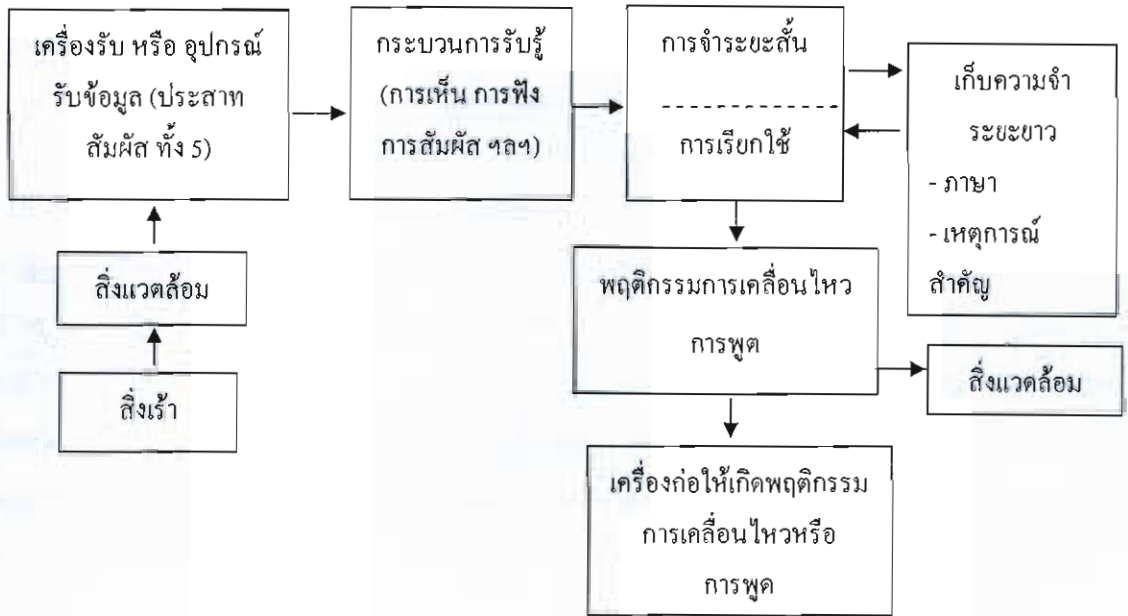 เครื่องรับ หรือ อุปกรณ์
รับข้อมูล (ประสาท
สัมผัส ทั้ง 5)
กระบวนการรับรู้
(การเห็น การฟัง
การสัมผัส ฯลฯ)
การจำระยะสั้น
การเรียกใช้
เก็บความจำ
ระยะยาว
- ภาษา
- เหตุการณ์
สำคัญ
สิ่งแวดล้อม
สิ่งเร้า
พฤติกรรมการเคลื่อนไหว
การพูด
สิ่งแวดล้อม
เครื่องก่อให้เกิดพฤติกรรม
การเคลื่อนไหวหรือ
การพูด